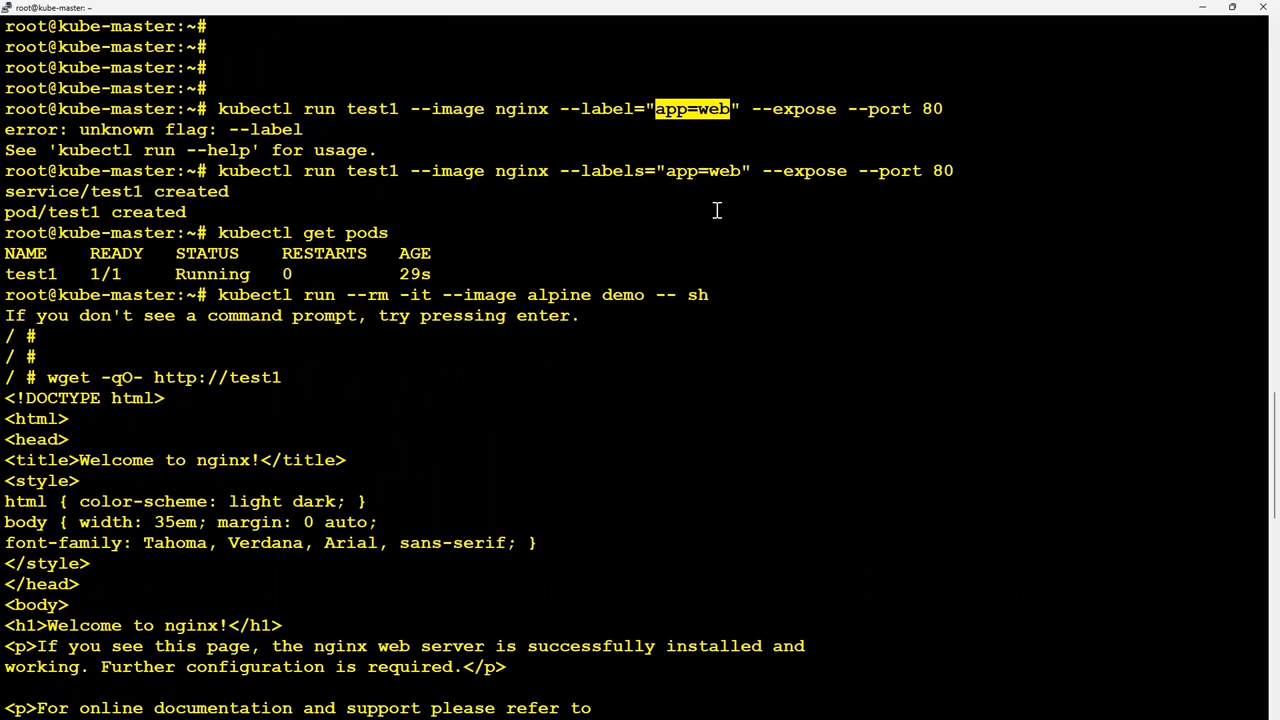 root@kube-master: ~
root@kube-master:~#
root@kube-master:~#
root@kube-master:~#
root@kube-master:~#
root@kube-master:~# kubectl run test1 --image nginx --label="app=web" --expose --port 80
error: unknown flag: --label
See 'kubectl run --help' for usage.
root@kube-master:~# kubectl run test1 --image nginx --labels="app=web" --expose --port 80
service/test1 created
pod/test1 created
root@kube-master:~# kubectl get pods
NAME    READY   STATUS    RESTARTS   AGE
test1   1/1     Running   0          29s
root@kube-master:~# kubectl run --rm -it --image alpine demo -- sh
If you don't see a command prompt, try pressing enter.
/ #
/ #
/ # wget -qO- http://test1
<!DOCTYPE html>
<html>
<head>
<title>Welcome to nginx!</title>
<style>
html { color-scheme: light dark; }
body { width: 35em; margin: 0 auto;
font-family: Tahoma, Verdana, Arial, sans-serif; }
</style>
</head>
<body>
<h1>Welcome to nginx!</h1>
<p>If you see this page, the nginx web server is successfully installed and
working. Further configuration is required.</p>
<p>For online documentation and support please refer to